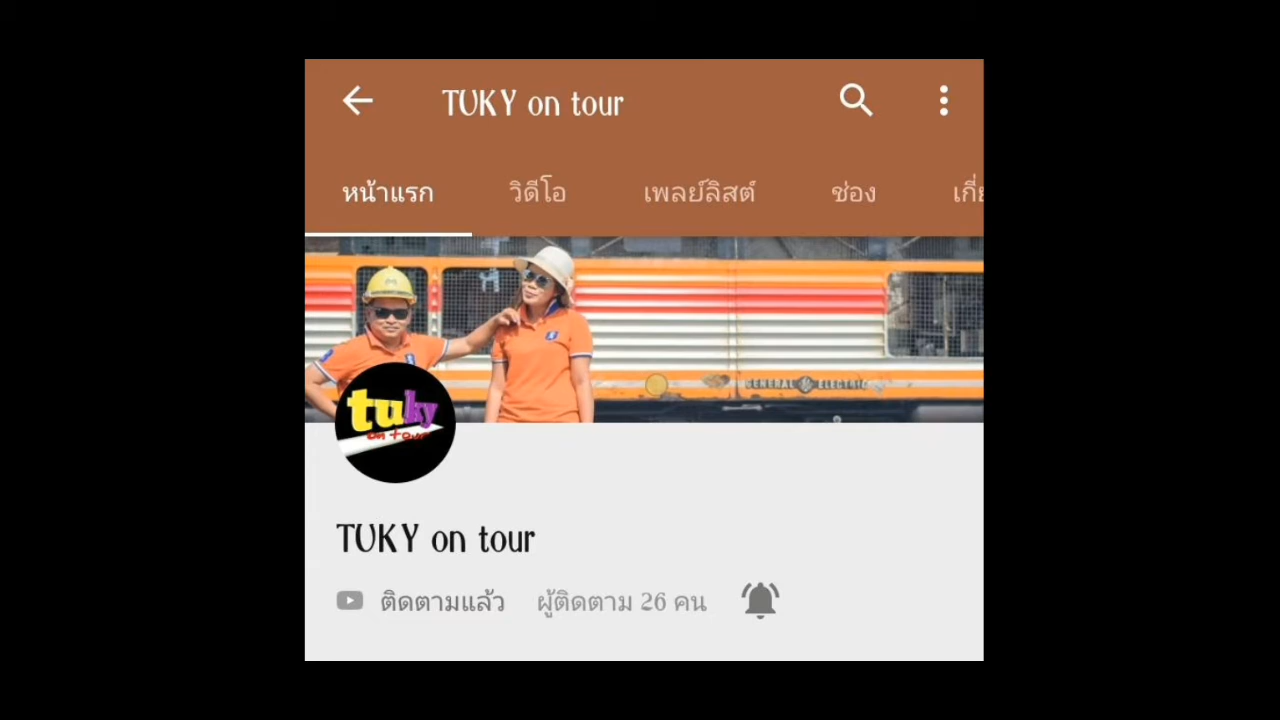 TUKY on tour
หน้าแรก วิดีโอ เพลย์ลิสต์ ช่อง
GENERAL ELECTRIC
tuky
on tour
TUKY on tour
ติดตามแล้ว ผู้ติดตาม 26 คน